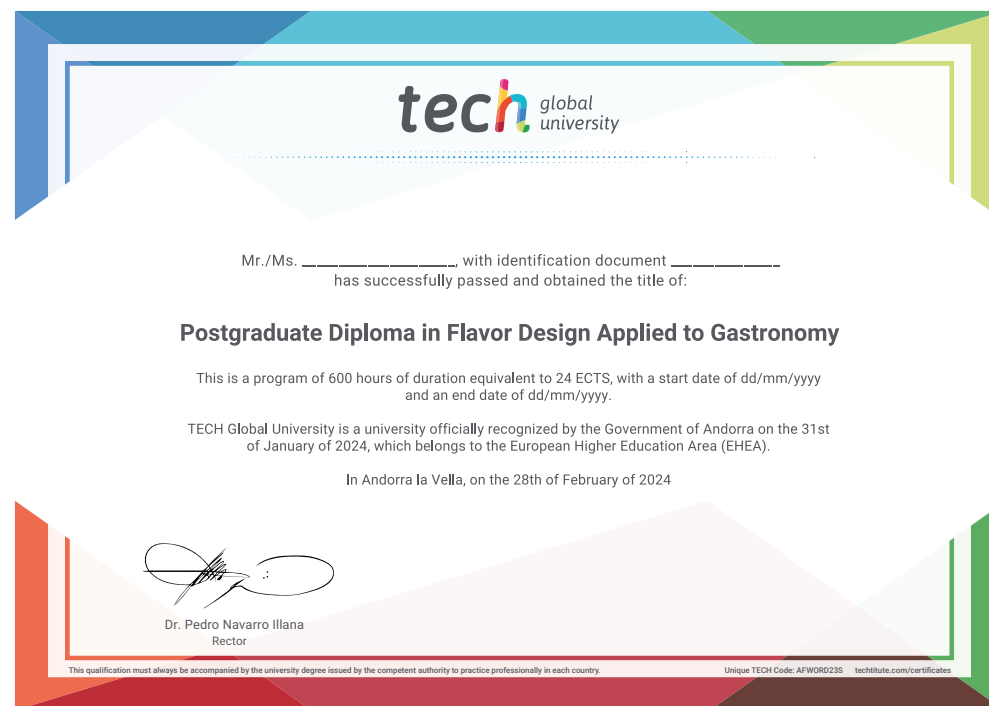 tech global
university
Mr./Ms. ____________________, with identification document ______________
has successfully passed and obtained the title of:
Postgraduate Diploma in Flavor Design Applied to Gastronomy
This is a program of 600 hours of duration equivalent to 24 ECTS, with a start date of dd/mm/yyyy
and an end date of dd/mm/yyyy.
TECH Global University is a university officially recognized by the Government of Andorra on the 31st
of January of 2024, which belongs to the European Higher Education Area (EHEA).
In Andorra la Vella, on the 28th of February of 2024
Dr. Pedro Navarro Illana
Rector
This qualification must always be accompanied by the university degree issued by the competent authority to practice professionally in each country.
Unique TECH Code: AFWORD23S techtitute.com/certificates